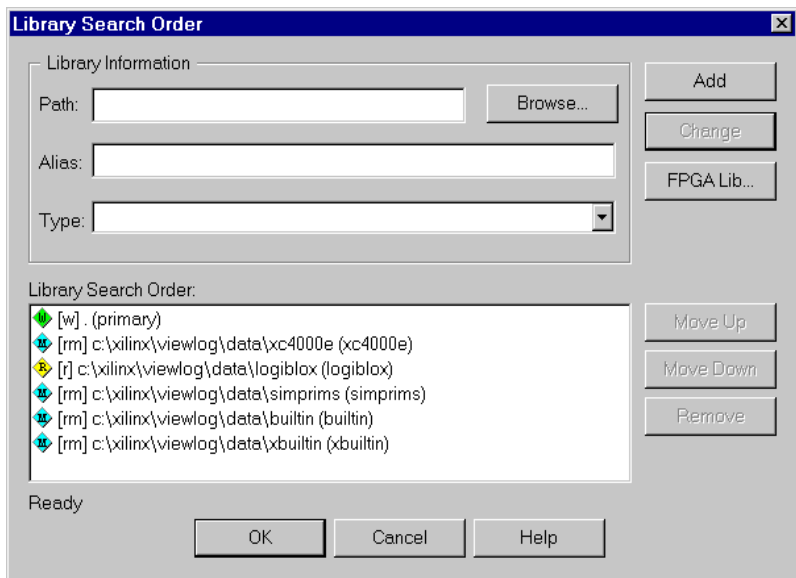 Library Search Order
Library Information
Path:
Browse...
Add
Change
Alias:
FPGA Lib...
Type:
Library Search Order:
W [w] . (primary)
M [rm] c:\xilinx\viewlog\data\xc4000e (xc4000e)
R [r] c:\xilinx\viewlog\data\logiblox (logiblox)
M [rm] c:\xilinx\viewlog\data\simprims (simprims)
M [rm] c:\xilinx\viewlog\data\builtin (builtin)
M [rm] c:\xilinx\viewlog\data\xbuiltin (xbuiltin)
Move Up
Move Down
Remove
Ready
OK
Cancel
Help